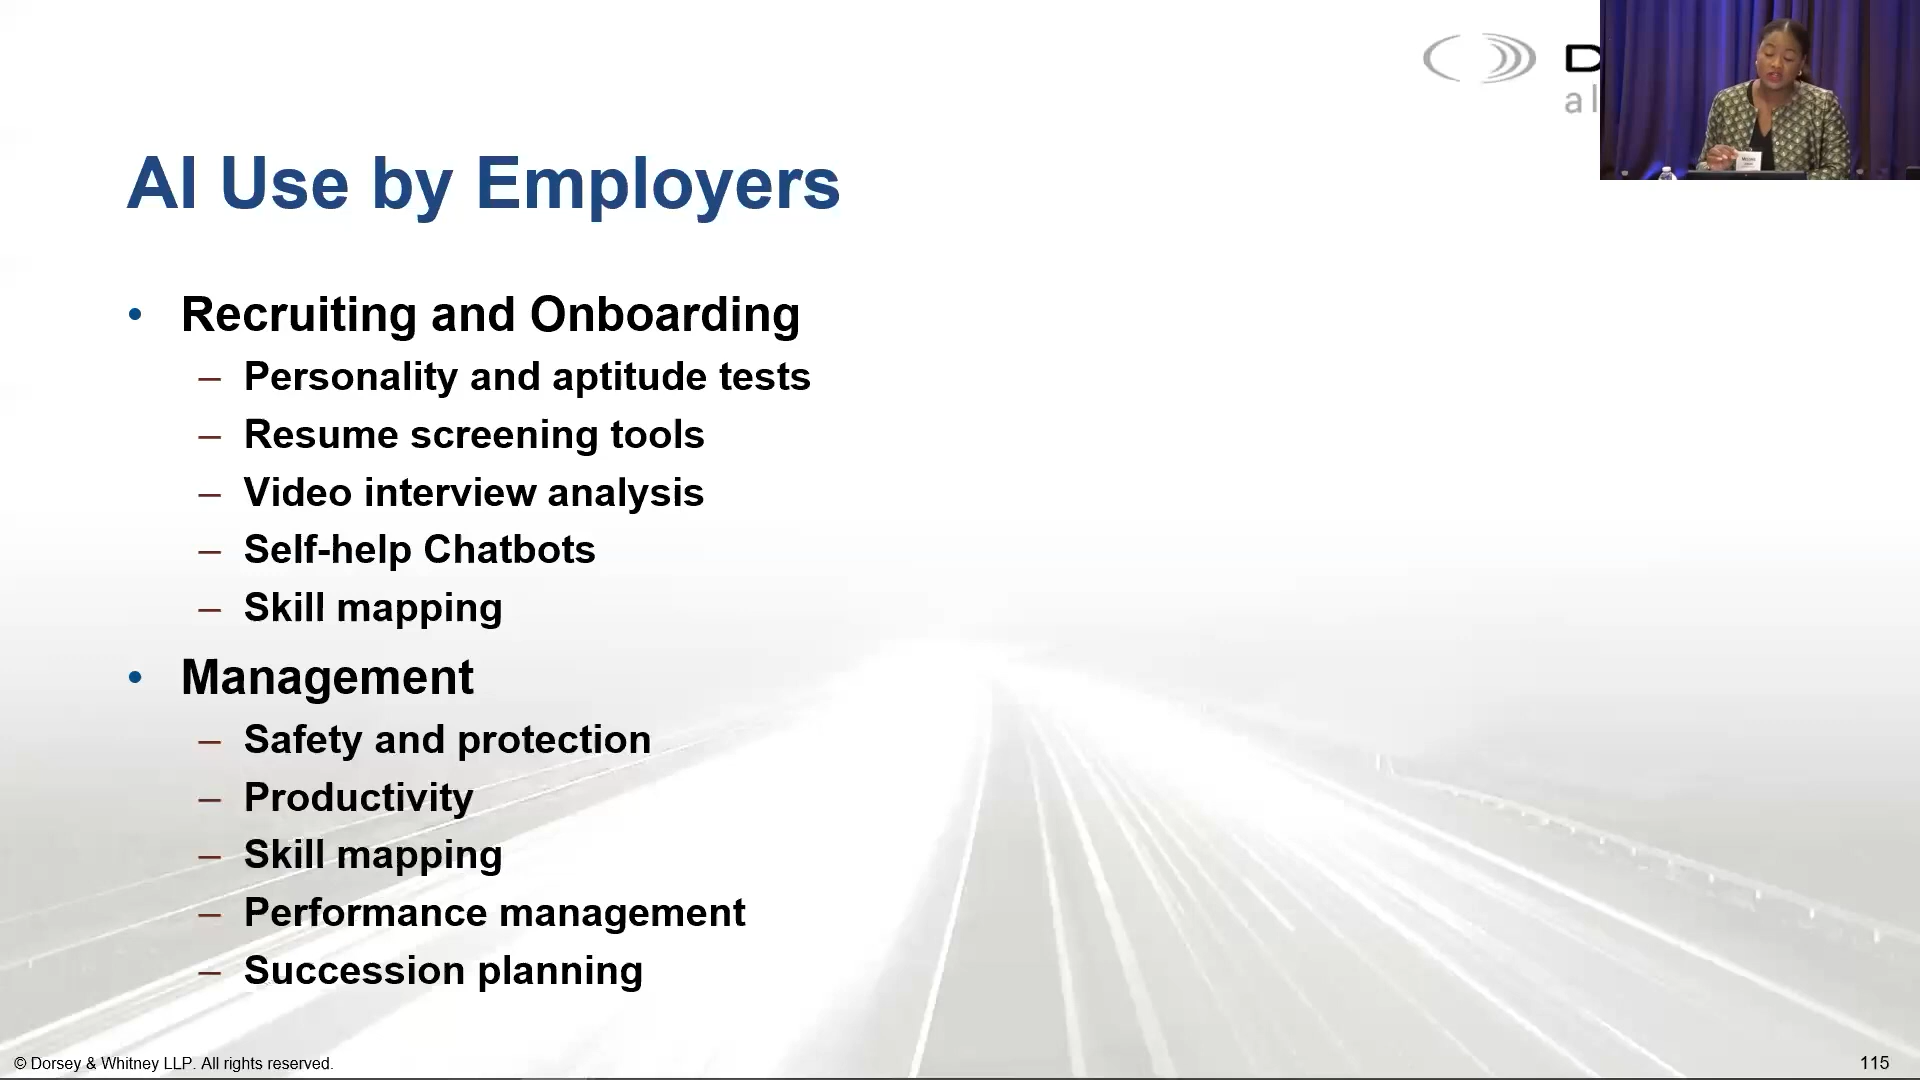 D
al
AI Use by Employers
• Recruiting and Onboarding
– Personality and aptitude tests
– Resume screening tools
– Video interview analysis
– Self-help Chatbots
– Skill mapping
• Management
– Safety and protection
– Productivity
– Skill mapping
– Performance management
– Succession planning
© Dorsey & Whitney LLP. All rights reserved.
115